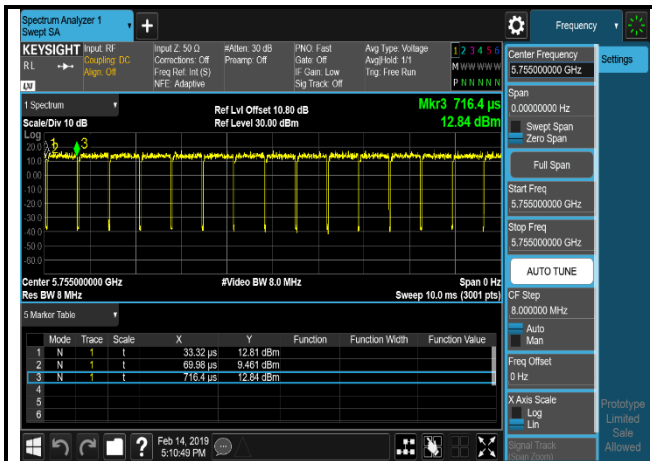 Spectrum Analyzer 1
Swept SA
+
Frequency
KEYSIGHT Input: RF
RL
Coupling: DC
Align: Off
LXI
Input Z: 50 Ω
Corrections: Off
Freq Ref: Int (S)
NFE: Adaptive
#Atten: 30 dB
Preamp: Off
PNO: Fast
Gate: Off
IF Gain: Low
Sig Track: Off
Avg Type: Voltage
Avg|Hold: 1/1
Trig: Free Run
1 2 3 4 5 6
M W W W W W
P N N N N N
1 Spectrum
Scale/Div 10 dB
Ref Lvl Offset 10.80 dB
Ref Level 30.00 dBm
Mkr3 716.4 µs
12.84 dBm
Log
20.0
10.0
0.00
-10.0
-20.0
-30.0
-40.0
-50.0
-60.0
3
Center 5.755000000 GHz
Res BW 8 MHz
#Video BW 8.0 MHz
Span 0 Hz
Sweep 10.0 ms (3001 pts)
5 Marker Table
Mode Trace Scale X Y Function Function Width Function Value
1 N 1 t 33.32 µs 12.81 dBm
2 N 1 t 69.98 µs 9.461 dBm
3 N 1 t 716.4 µs 12.84 dBm
4
5
6
Feb 14, 2019
5:10:49 PM
?
Center Frequency
5.755000000 GHz
Span
0.00000000 Hz
Swept Span
Zero Span
Full Span
Start Freq
5.755000000 GHz
Stop Freq
5.755000000 GHz
AUTO TUNE
CF Step
8.000000 MHz
Auto
Man
Freq Offset
0 Hz
X Axis Scale
Log
Lin
Signal Track
(Span Zoom)
Settings
Prototype
Limited
Sale
Allowed